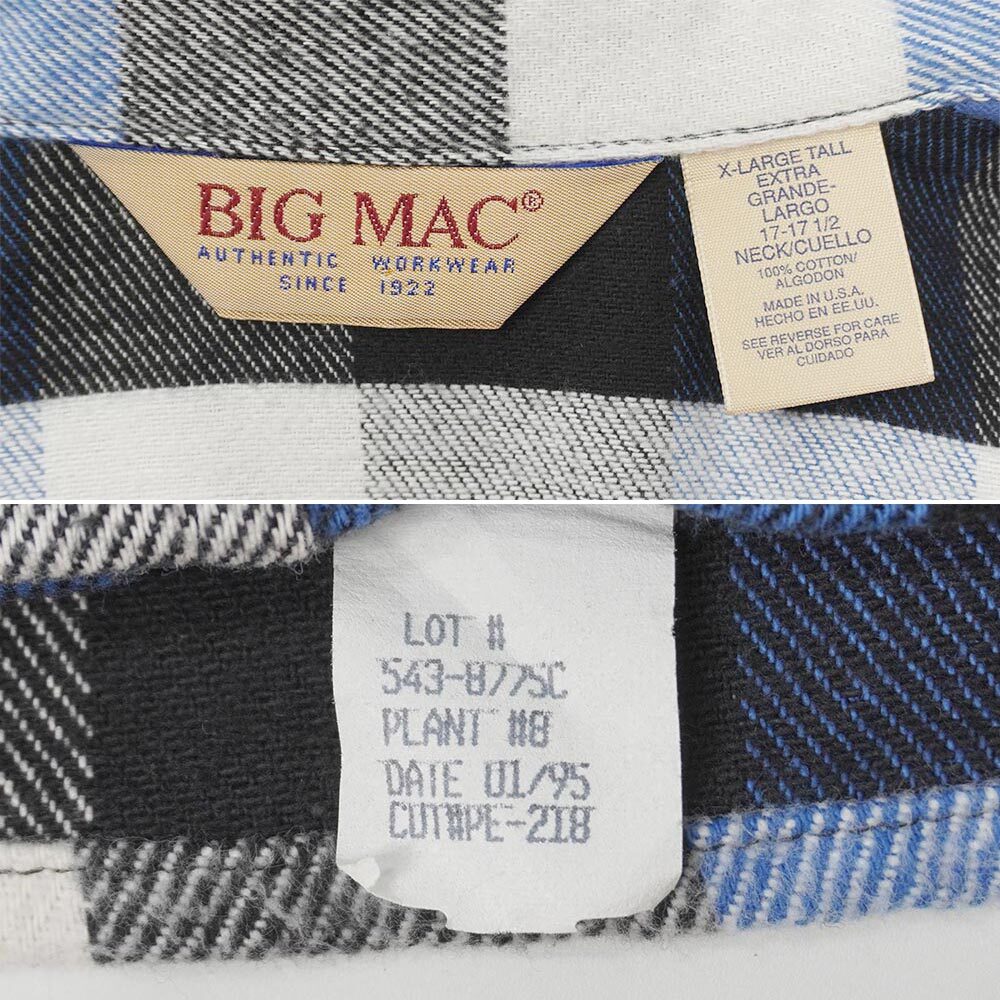 BIG MAC®
AUTHENTIC WORKWEAR
SINCE 1922
X-LARGE TALL
EXTRA
GRANDE-
LARGO
17-17 1/2
NECK/CUELLO
100% COTTON/
ALGODON
MADE IN U.S.A.
HECHO EN EE.UU.
SEE REVERSE FOR CARE
VER AL DORSO PARA
CUIDADO
LOT #
543-8775C
PLANT #8
DATE 01/95
CUT#PE-218